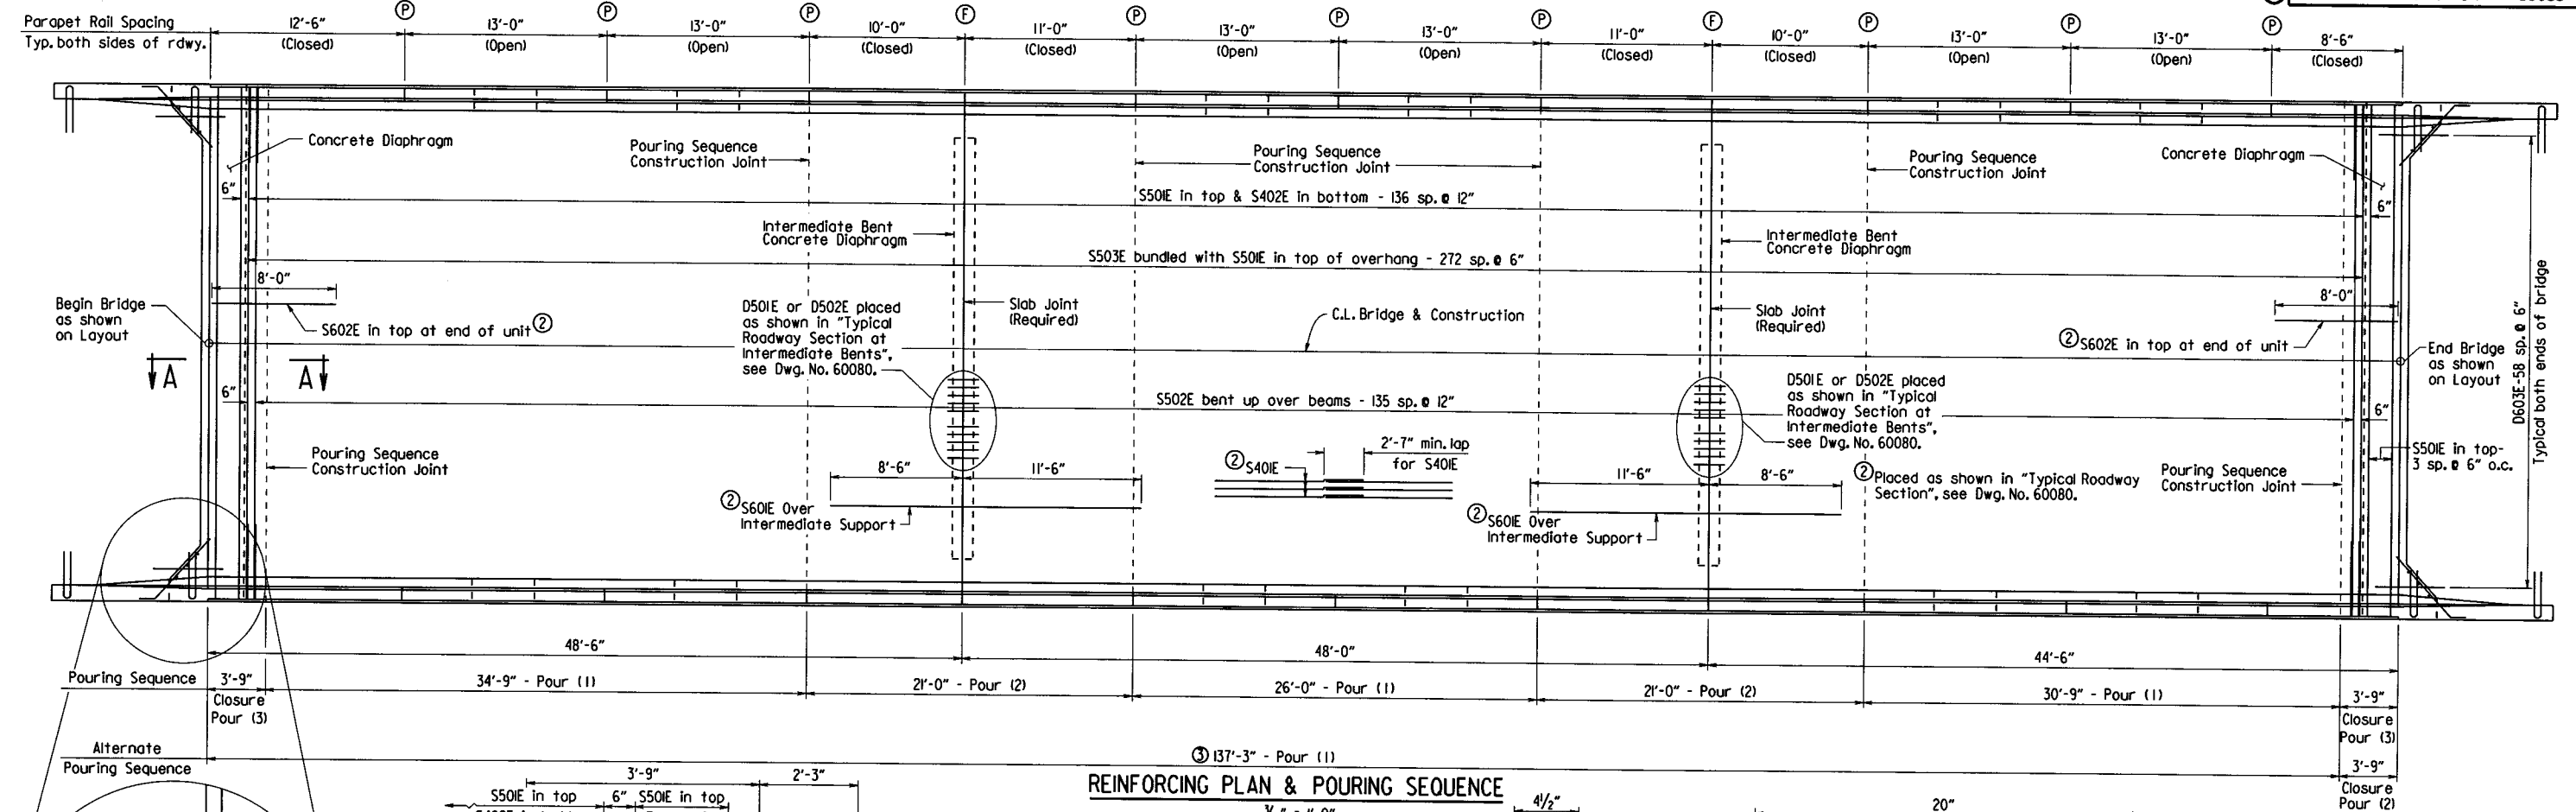 Parapet Rail Spacing
Typ. both sides of rdwy.
12'-6" 13'-0" 13'-0" 10'-0" 11'-0" 13'-0" 13'-0" 11'-0" 10'-0" 13'-0" 13'-0" 8'-6"
(Closed) (Open) (Open) (Closed) (Closed) (Open) (Open) (Closed) (Closed) (Open) (Open) (Closed)
P P P F P P P F P P P
Concrete Diaphragm
Pouring Sequence
Construction Joint
Pouring Sequence
Construction Joint
Pouring Sequence
Construction Joint
Concrete Diaphragm
6"
S501E in top & S402E in bottom - 136 sp. @ 12"
6"
Intermediate Bent
Concrete Diaphragm
Intermediate Bent
Concrete Diaphragm
S503E bundled with S501E in top of overhang - 272 sp. @ 6"
8'-0"
S602E in top at end of unit ②
Begin Bridge
as shown
on Layout
D501E or D502E placed
as shown in "Typical
Roadway Section at
Intermediate Bents",
see Dwg. No. 60080.
Slab Joint
(Required)
C.L. Bridge & Construction
Slab Joint
(Required)
8'-0"
② S602E in top at end of unit
End Bridge
as shown
on Layout
D603E-58 sp. @ 6"
Typical both ends of bridge
A A
6"
S502E bent up over beams - 135 sp. @ 12"
D501E or D502E placed
as shown in "Typical
Roadway Section at
Intermediate Bents",
see Dwg. No. 60080.
6"
S501E in top-
3 sp. @ 6" o.c.
Pouring Sequence
Construction Joint
8'-6" 11'-6"
② S601E Over
Intermediate Support
② S401E
2'-7" min. lap
for S401E
11'-6" 8'-6"
② S601E Over
Intermediate Support
② Placed as shown in "Typical Roadway
Section", see Dwg. No. 60080.
Pouring Sequence
Construction Joint
48'-6" 48'-0" 44'-6"
Pouring Sequence
3'-9" 34'-9" - Pour (1) 21'-0" - Pour (2) 26'-0" - Pour (1) 21'-0" - Pour (2) 30'-9" - Pour (1) 3'-9"
Closure
Pour (3)
Closure
Pour (3)
Alternate
Pouring Sequence
③ 137'-3" - Pour (1)
3'-9"
Closure
Pour (2)
REINFORCING PLAN & POURING SEQUENCE
3'-9" 2'-3"
S501E in top 6" S501E in top
4½"
20"